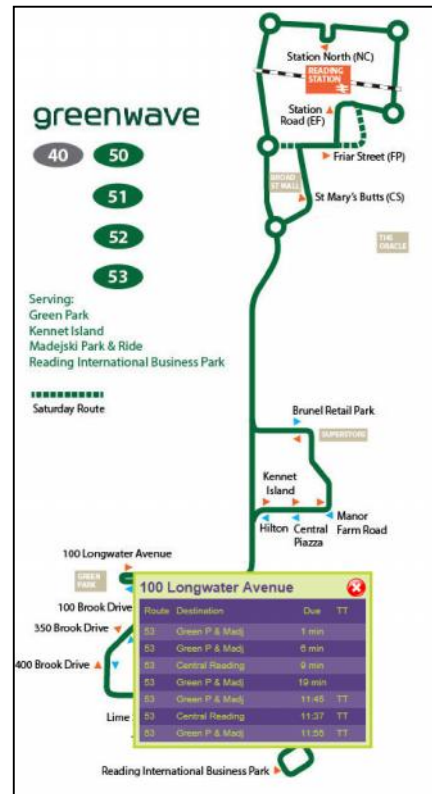 Station North (NC)
READING
STATION
Station
Road (EF)
greenwave
40 50
51
52
53
Friar Street (FP)
BROAD
ST MALL
St Mary's Butts (CS)
THE
ORACLE
Serving:
Green Park
Kennet Island
Madejski Park & Ride
Reading International Business Park
Saturday Route
Brunel Retail Park
SUPERSTORE
Kennet
Island
Hilton
Central
Piazza
Manor
Farm Road
100 Longwater Avenue
GREEN
PARK
100 Brook Drive
350 Brook Drive
400 Brook Drive
Lime
100 Longwater Avenue
Route Destination Due TT
53 Green P & Madj 1 min
53 Green P & Madj 6 min
53 Central Reading 9 min
53 Green P & Madj 19 min
53 Green P & Madj 11:45 TT
53 Central Reading 11:37 TT
53 Green P & Madj 11:55 TT
Reading International Business Park